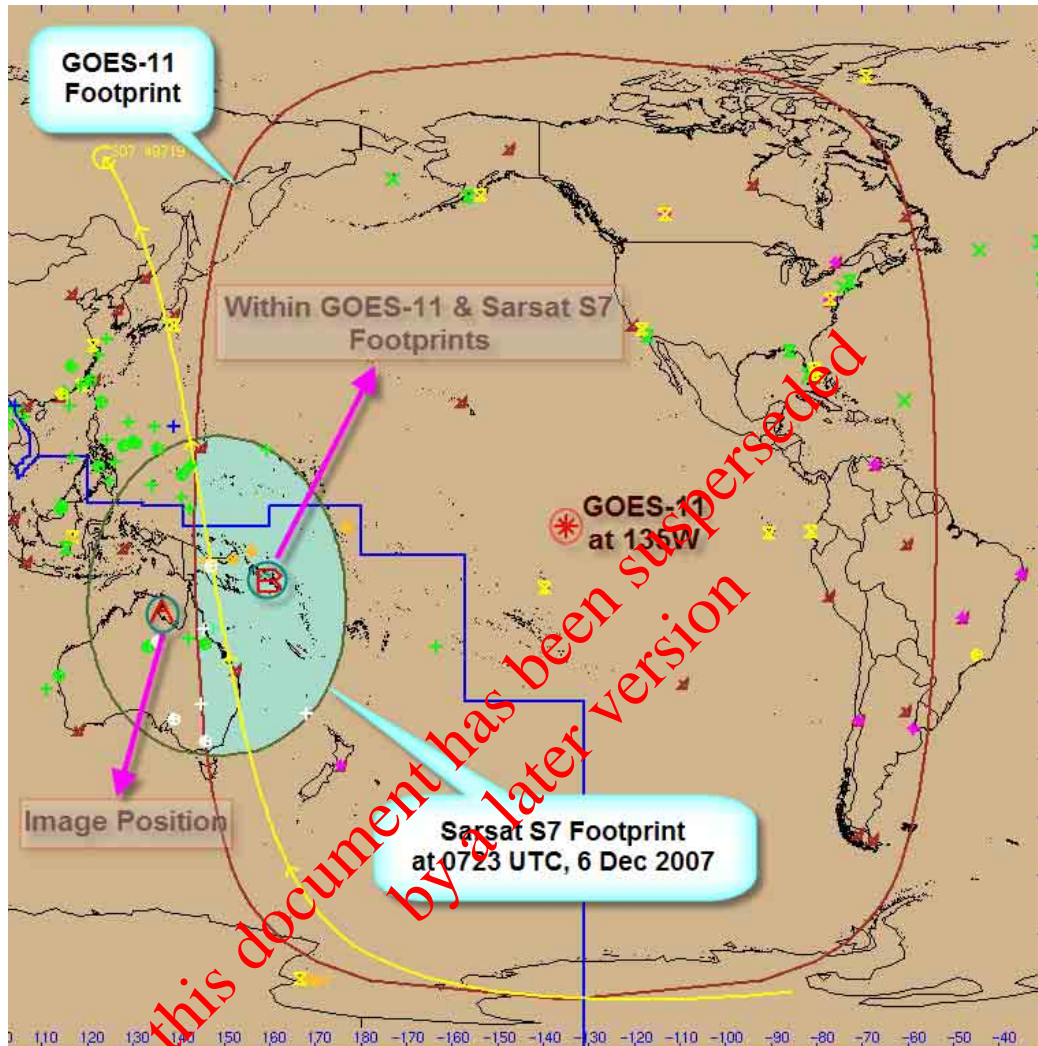 GOES-11
Footprint
S07 49719
Within GOES-11 & Sarsat S7
Footprints
GOES-11
at 135W
B
A
Image Position
Sarsat S7 Footprint
at 0723 UTC, 6 Dec 2007
this document has been superseded
by a later version
110 120 130 140 150 160 170 180 -170 -160 -150 -140 -130 -120 -110 -100 -90 -80 -70 -60 -50 -40